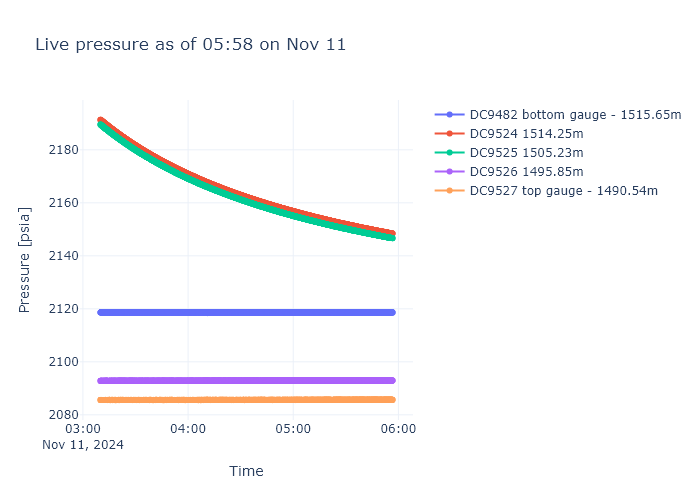 Live pressure as of 05:58 on Nov 11
DC9482 bottom gauge - 1515.65m
DC9524 1514.25m
DC9525 1505.23m
DC9526 1495.85m
DC9527 top gauge - 1490.54m
Pressure [psia]
2180
2160
2140
2120
2100
2080
03:00
04:00
05:00
06:00
Nov 11, 2024
Time